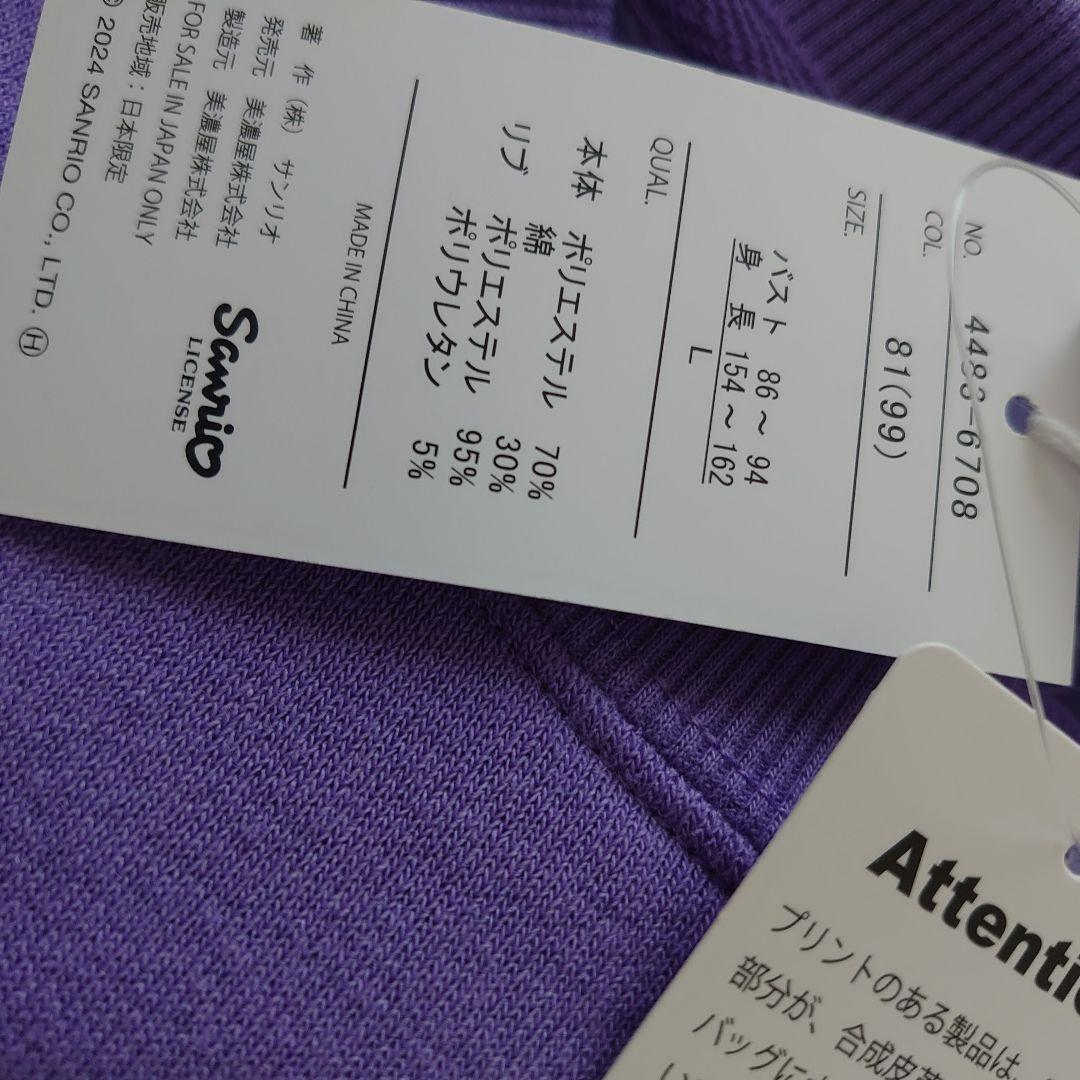 NO. 4483-6708
COL. 81(99)
SIZE.
バスト 86～ 94
身 長 154～162
L
QUAL.
本体 ポリエステル 70%
綿 30%
リブ ポリエステル 95%
ポリウレタン 5%
MADE IN CHINA
著 作 (株) サンリオ
発売元 美濃屋株式会社
製造元 美濃屋株式会社
FOR SALE IN JAPAN ONLY
販売地域：日本限定
© 2024 SANRIO CO., LTD. Ⓗ
Sanrio
LICENSE
Attenti
プリントのある製品は、
部分が、合成皮革
バッグに